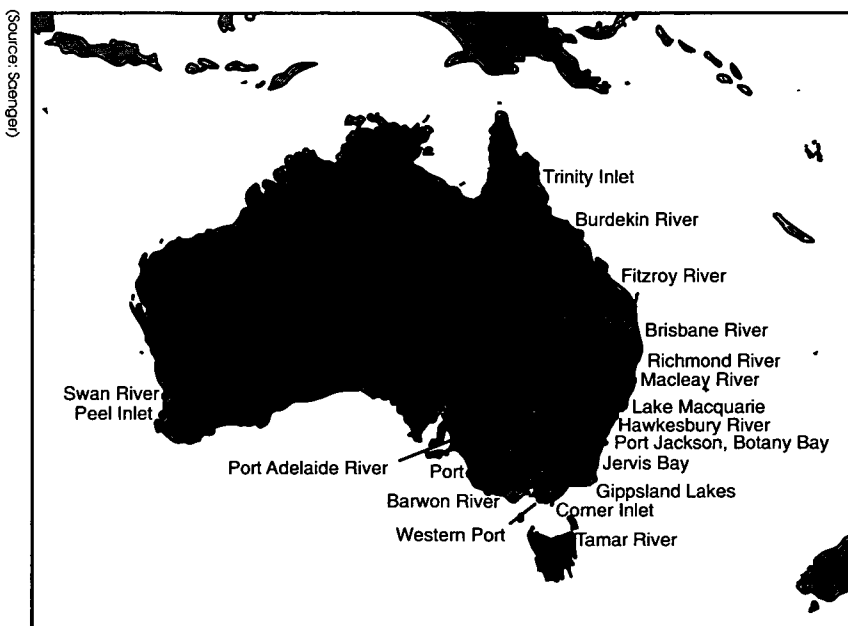 (Source: Saenger)
Trinity Inlet
Burdekin River
Fitzroy River
Brisbane River
Richmond River
Macleay River
Swan River
Peel Inlet
Lake Macquarie
Hawkesbury River
Port Jackson, Botany Bay
Port Adelaide River
Port
Jervis Bay
Barwon River
Gippsland Lakes
Corner Inlet
Western Port
Tamar River